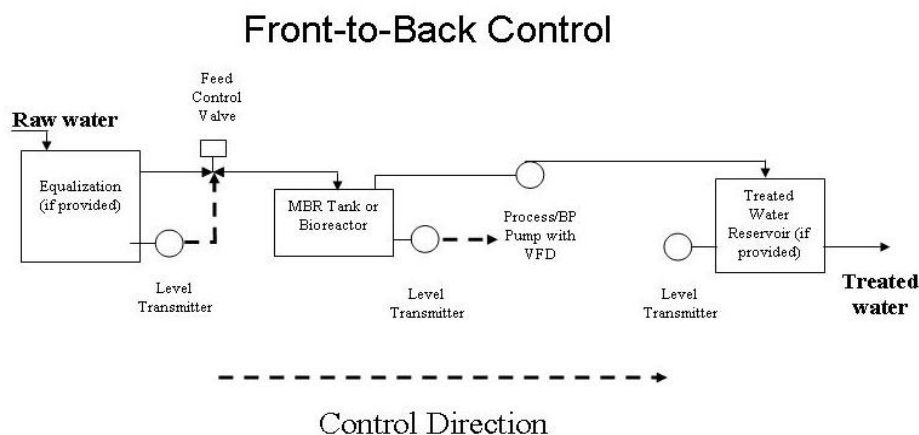 Front-to-Back Control
Feed
Control
Valve
Raw water
Equalization
(if provided)
MBR Tank or
Bioreactor
Process/BP
Pump with
VFD
Treated
Water
Reservoir (if
provided)
Level
Transmitter
Level
Transmitter
Level
Transmitter
Treated
water
Control Direction